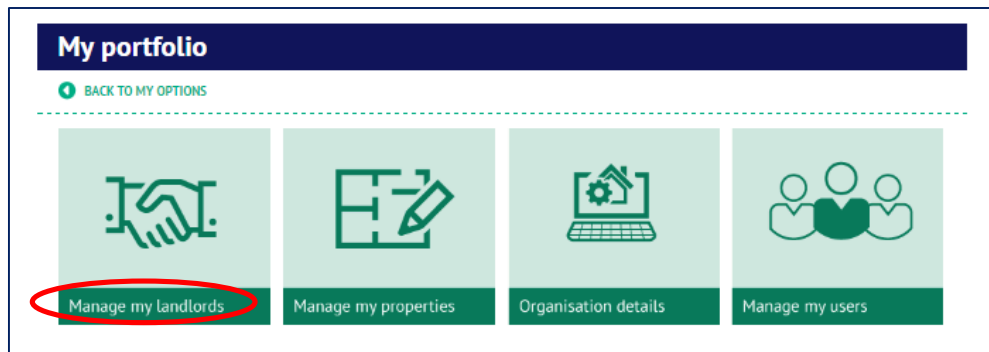 My portfolio
BACK TO MY OPTIONS
Manage my landlords
Manage my properties
Organisation details
Manage my users